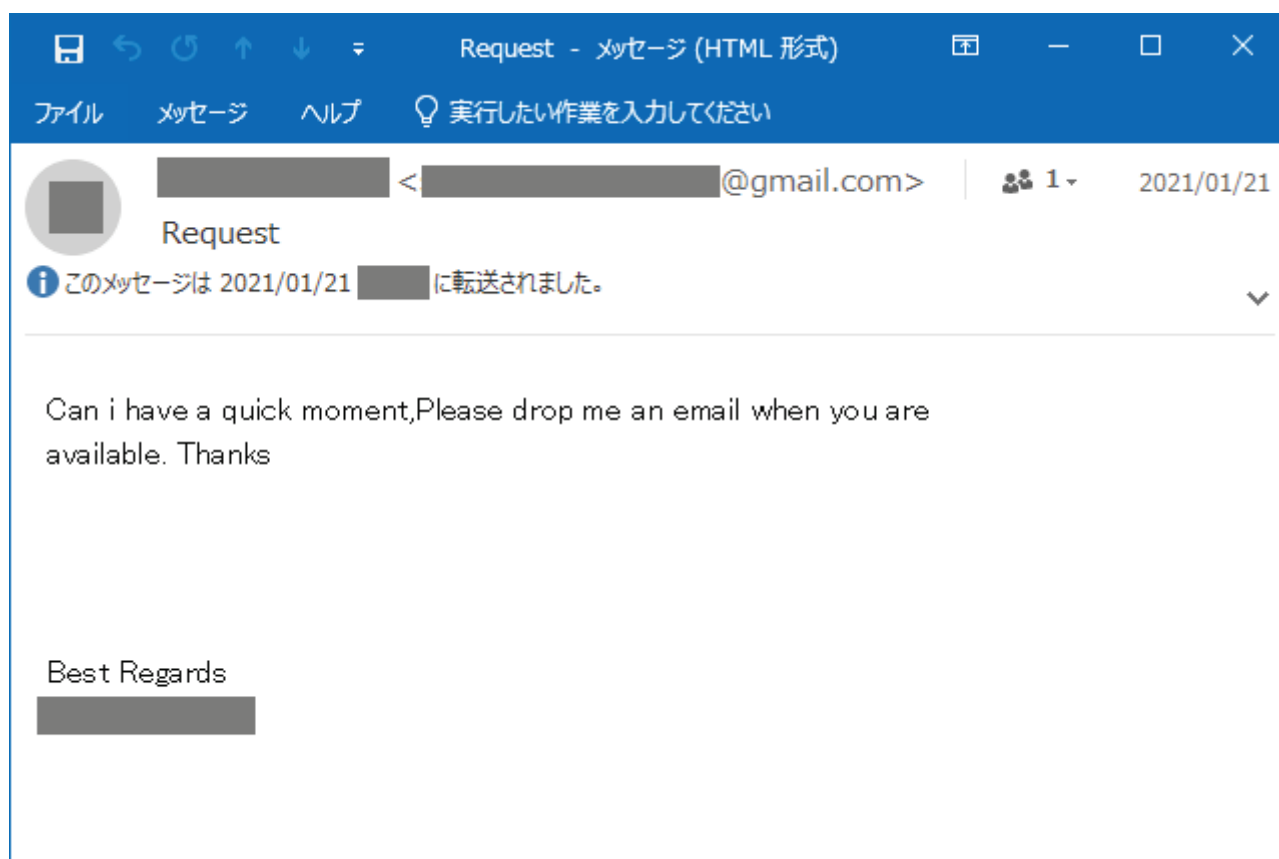 Request - メッセージ (HTML 形式)
ファイル メッセージ ヘルプ 実行したい作業を入力してください
<@gmail.com> 1 2021/01/21
Request
このメッセージは 2021/01/21 に転送されました。
Can i have a quick moment,Please drop me an email when you are
available. Thanks
Best Regards